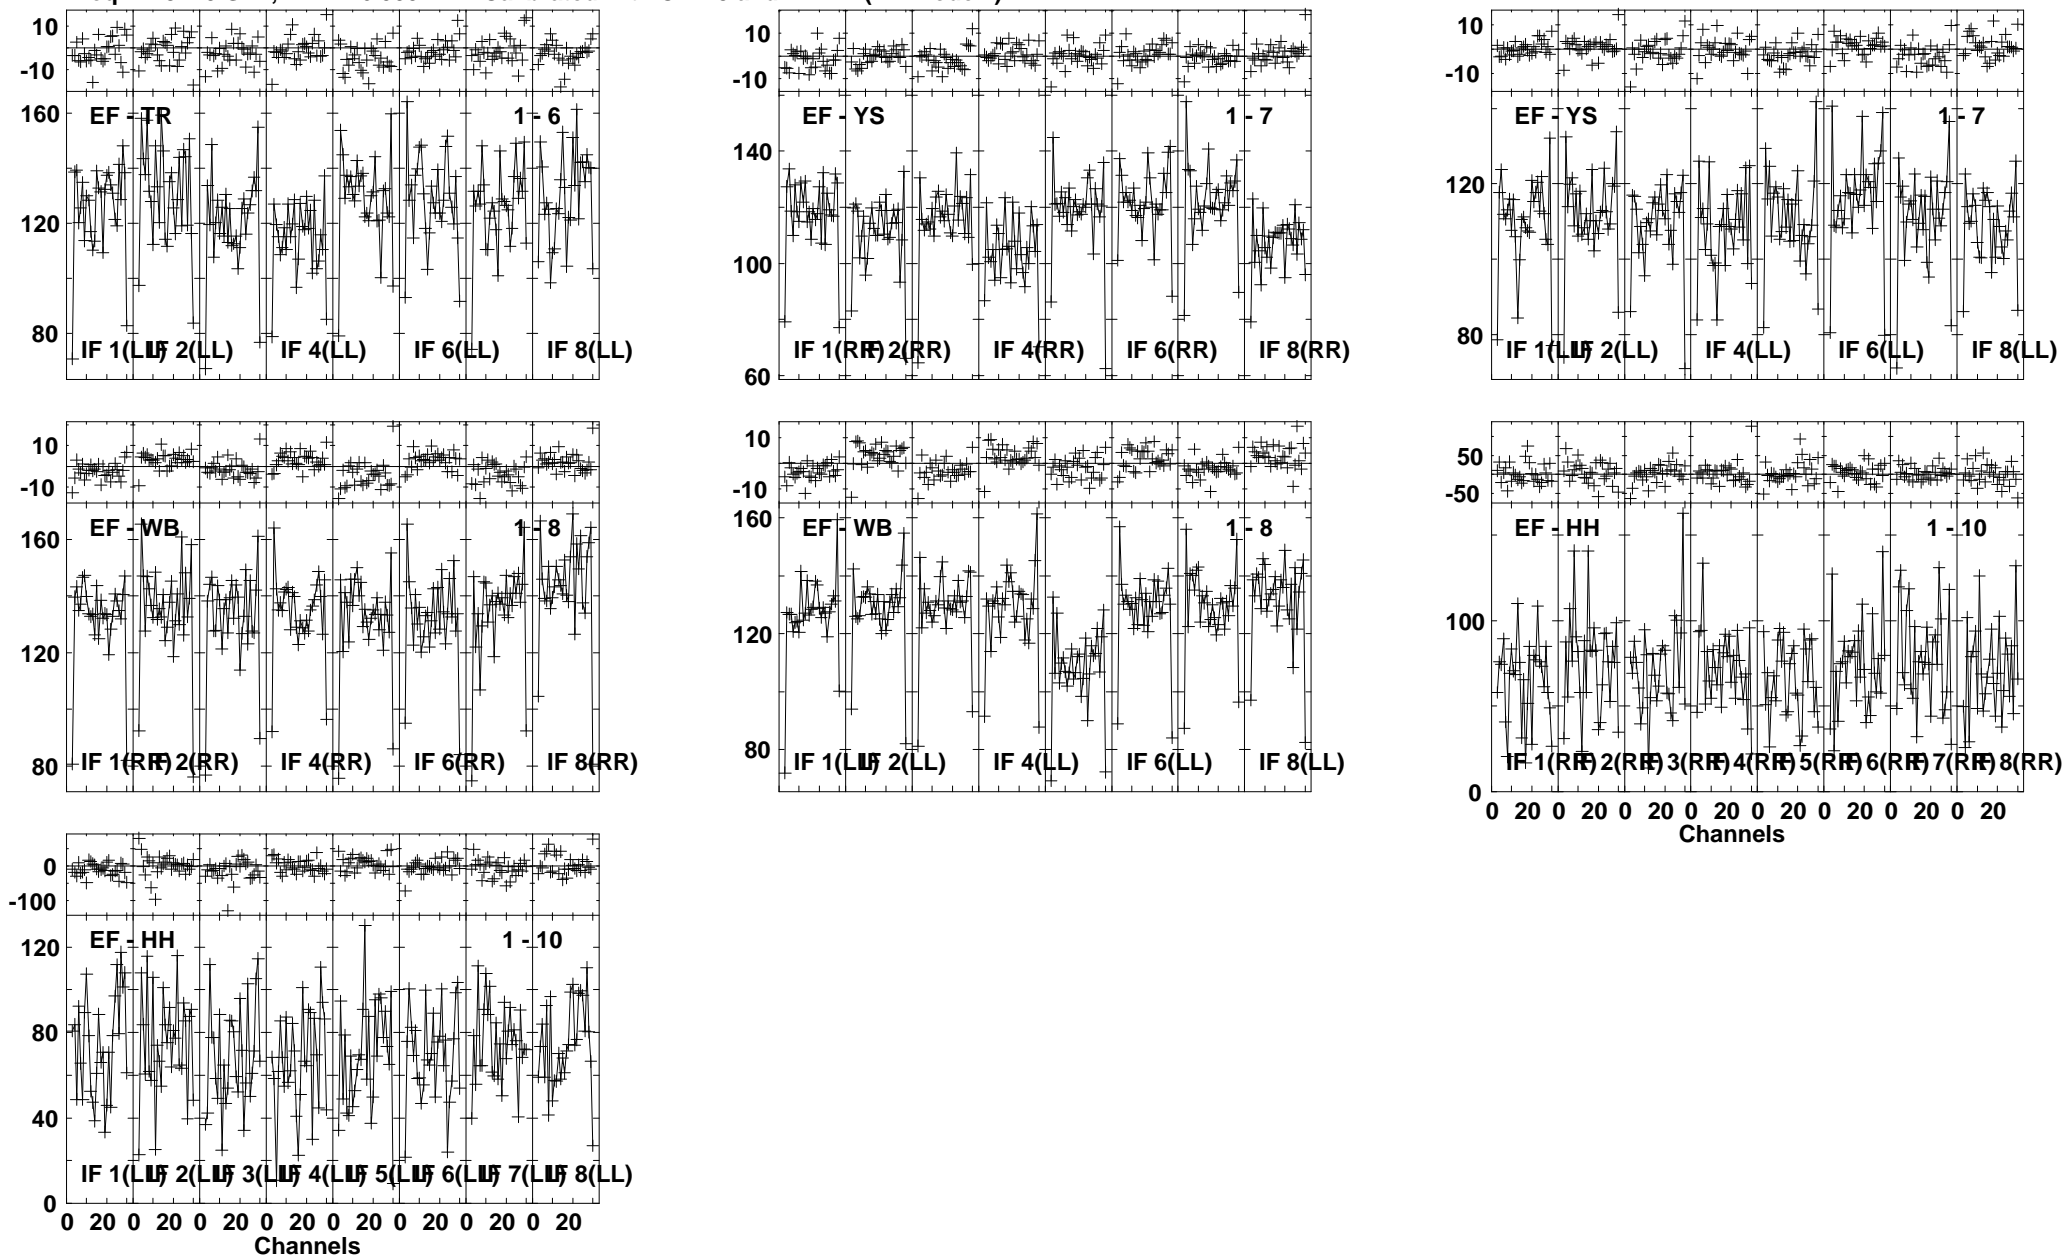 10
-10
160
120
80
EF - TR
1 - 6
IF 1(LL)
IF 2(LL)
IF 4(LL)
IF 6(LL)
IF 8(LL)
10
-10
140
100
60
EF - YS
1 - 7
IF 1(RR)
IF 2(RR)
IF 4(RR)
IF 6(RR)
IF 8(RR)
10
-10
120
80
EF - YS
1 - 7
IF 1(LL)
IF 2(LL)
IF 4(LL)
IF 6(LL)
IF 8(LL)
10
-10
160
120
80
EF - WB
1 - 8
IF 1(RR)
IF 2(RR)
IF 4(RR)
IF 6(RR)
IF 8(RR)
10
-10
160
120
80
EF - WB
1 - 8
IF 1(LL)
IF 2(LL)
IF 4(LL)
IF 6(LL)
IF 8(LL)
50
-50
100
0
EF - HH
1 - 10
IF 1(RR)
IF 2(RR)
IF 3(RR)
IF 4(RR)
IF 5(RR)
IF 6(RR)
IF 7(RR)
IF 8(RR)
0 20 0 20 0 20 0 20 0 20 0 20 0 20 0 20
Channels
0
-100
120
80
40
0
EF - HH
1 - 10
IF 1(LL)
IF 2(LL)
IF 3(LL)
IF 4(LL)
IF 5(LL)
IF 6(LL)
IF 7(LL)
IF 8(LL)
0 20 0 20 0 20 0 20 0 20 0 20 0 20 0 20
Channels